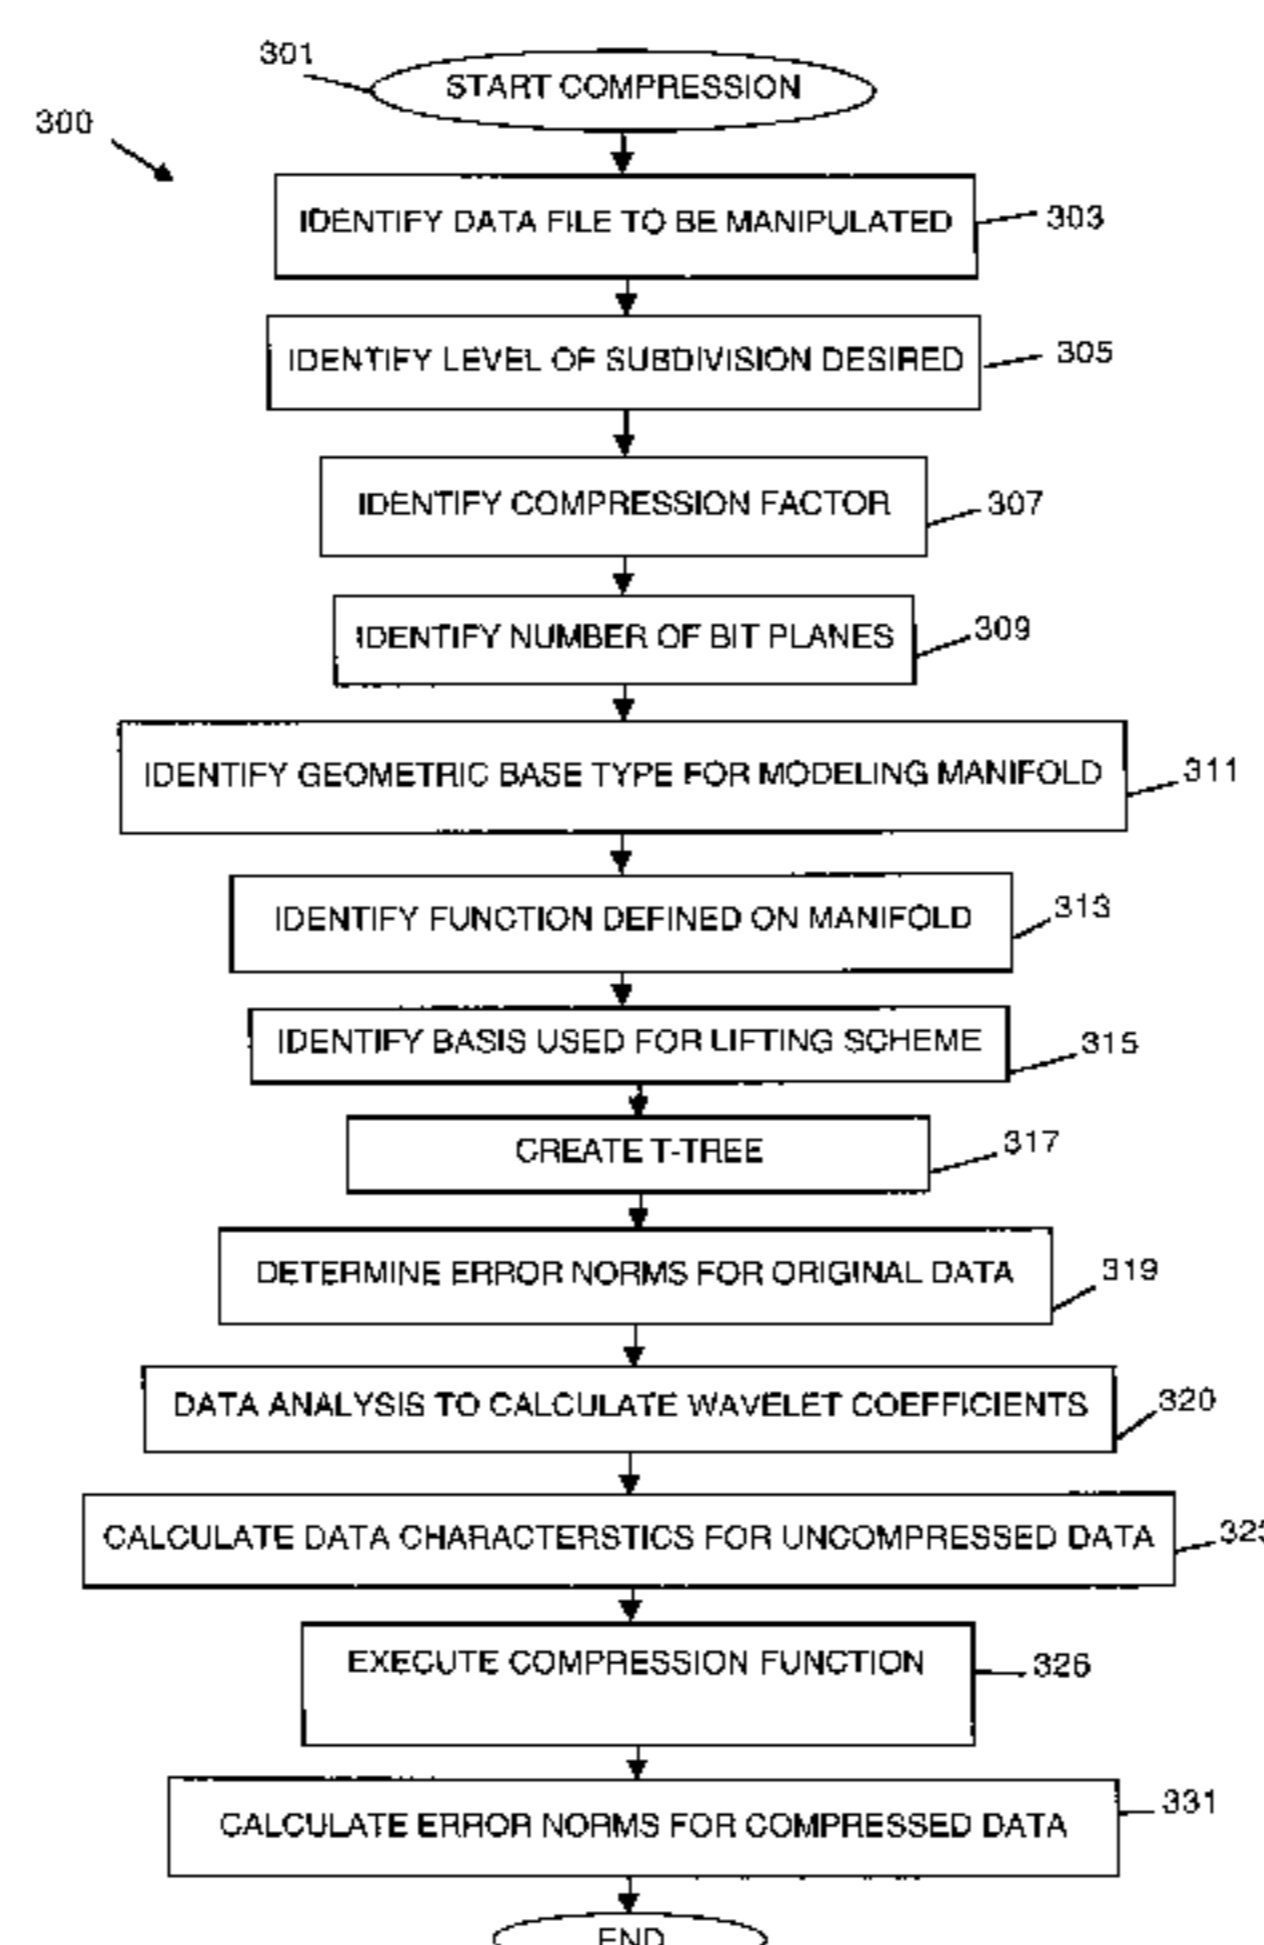 301
START COMPRESSION
300
IDENTIFY DATA FILE TO BE MANIPULATED
303
IDENTIFY LEVEL OF SUBDIVISION DESIRED
305
IDENTIFY COMPRESSION FACTOR
307
IDENTIFY NUMBER OF BIT PLANES
309
IDENTIFY GEOMETRIC BASE TYPE FOR MODELING MANIFOLD
311
IDENTIFY FUNCTION DEFINED ON MANIFOLD
313
IDENTIFY BASIS USED FOR LIFTING SCHEME
315
CREATE T-TREE
317
DETERMINE ERROR NORMS FOR ORIGINAL DATA
319
DATA ANALYSIS TO CALCULATE WAVELET COEFFICIENTS
320
CALCULATE DATA CHARACTERSTICS FOR UNCOMPRESSED DATA
EXECUTE COMPRESSION FUNCTION
326
CALCULATE ERROR NORMS FOR COMPRESSED DATA
331
END